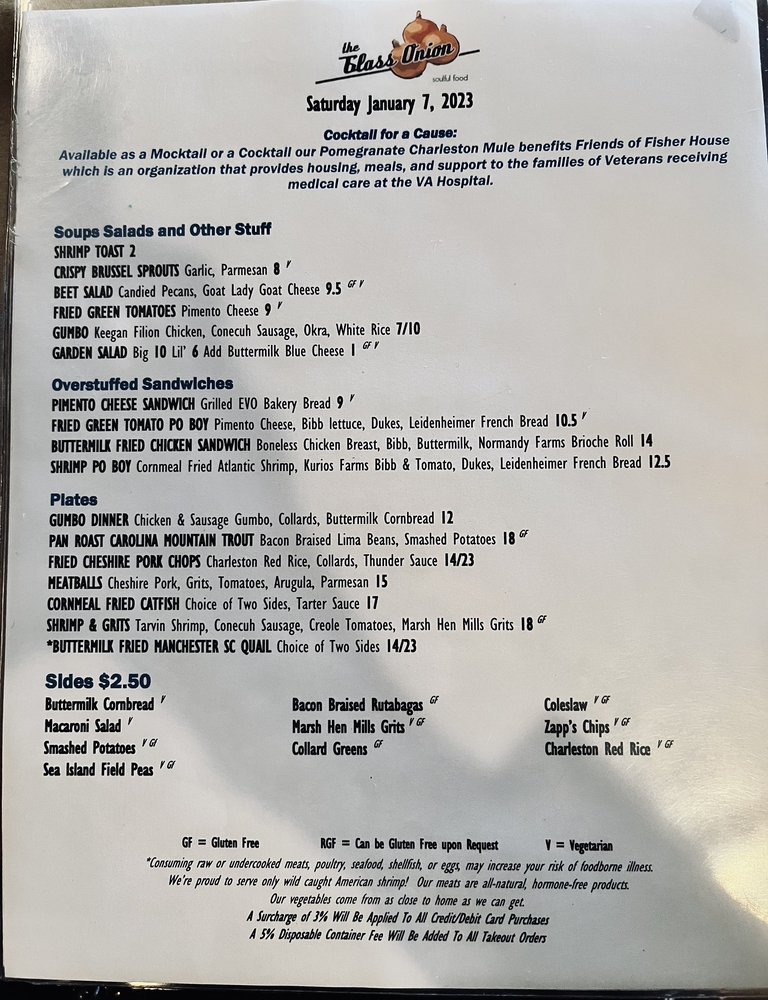 the
Glass Onion
soulful food
Saturday January 7, 2023
Cocktail for a Cause:
Available as a Mocktail or a Cocktail our Pomegranate Charleston Mule benefits Friends of Fisher House
which is an organization that provides housing, meals, and support to the families of Veterans receiving
medical care at the VA Hospital.
Soups Salads and Other Stuff
SHRIMP TOAST 2
CRISPY BRUSSEL SPROUTS Garlic, Parmesan 8 V
BEET SALAD Candied Pecans, Goat Lady Goat Cheese 9.5 GF V
FRIED GREEN TOMATOES Pimento Cheese 9 V
GUMBO Keegan Filion Chicken, Conecuh Sausage, Okra, White Rice 7/10
GARDEN SALAD Big 10 Lil' 6 Add Buttermilk Blue Cheese 1 GF V
Overstuffed Sandwiches
PIMENTO CHEESE SANDWICH Grilled EVO Bakery Bread 9 V
FRIED GREEN TOMATO PO BOY Pimento Cheese, Bibb lettuce, Dukes, Leidenheimer French Bread 10.5 V
BUTTERMILK FRIED CHICKEN SANDWICH Boneless Chicken Breast, Bibb, Buttermilk, Normandy Farms Brioche Roll 14
SHRIMP PO BOY Cornmeal Fried Atlantic Shrimp, Kurios Farms Bibb & Tomato, Dukes, Leidenheimer French Bread 12.5
Plates
GUMBO DINNER Chicken & Sausage Gumbo, Collards, Buttermilk Cornbread 12
PAN ROAST CAROLINA MOUNTAIN TROUT Bacon Braised Lima Beans, Smashed Potatoes 18 GF
FRIED CHESHIRE PORK CHOPS Charleston Red Rice, Collards, Thunder Sauce 14/23
MEATBALLS Cheshire Pork, Grits, Tomatoes, Arugula, Parmesan 15
CORNMEAL FRIED CATFISH Choice of Two Sides, Tarter Sauce 17
SHRIMP & GRITS Tarvin Shrimp, Conecuh Sausage, Creole Tomatoes, Marsh Hen Mills Grits 18 GF
*BUTTERMILK FRIED MANCHESTER SC QUAIL Choice of Two Sides 14/23
Sides $2.50
Buttermilk Cornbread V Bacon Braised Rutabagas GF Coleslaw V GF
Macaroni Salad V Marsh Hen Mills Grits V GF Zapp's Chips V GF
Smashed Potatoes V GF Collard Greens GF Charleston Red Rice V GF
Sea Island Field Peas V GF
GF = Gluten Free RGF = Can be Gluten Free upon Request V = Vegetarian
*Consuming raw or undercooked meats, poultry, seafood, shellfish, or eggs, may increase your risk of foodborne illness.
We're proud to serve only wild caught American shrimp! Our meats are all-natural, hormone-free products.
Our vegetables come from as close to home as we can get.
A Surcharge of 3% Will Be Applied To All Credit/Debit Card Purchases
A 5% Disposable Container Fee Will Be Added To All Takeout Orders